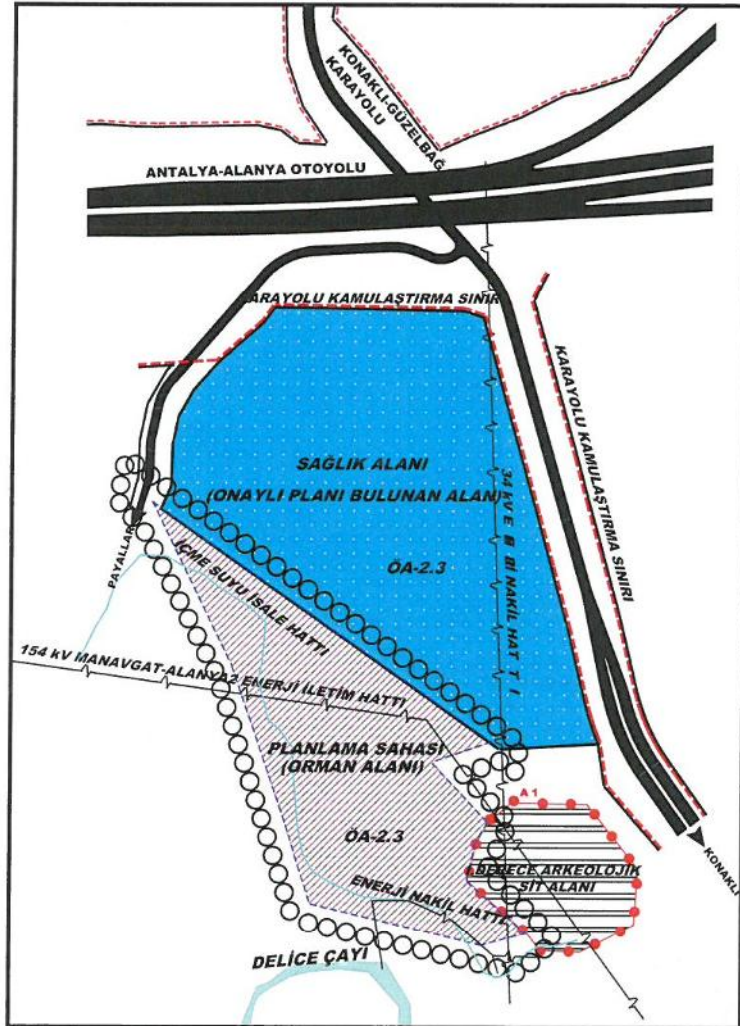 KONAKLI-GÜZELBAĞ
KARAYOLU
ANTALYA-ALANYA OTOYOLU
KARAYOLU KAMULAŞTIRMA SINIRI
KARAYOLU KAMULAŞTIRMA SINIRI
SAĞLIK ALANI
(ONAYLI PLANI BULUNAN ALAN)
ÖA-2.3
34 kV E
NAKİL HAT T I
PAYALLAR
İÇME SUYU İSALE HATTI
154 kV MANAVGAT-ALANYA2 ENERJİ İLETİM HATTI
PLANLAMA SAHASI
(ORMAN ALANI)
ÖA-2.3
A 1
DERECE ARKEOLOJİK
SİT ALANI
ENERJİ NAKİL HATTI
DELİCE ÇAYI
KONAKLI